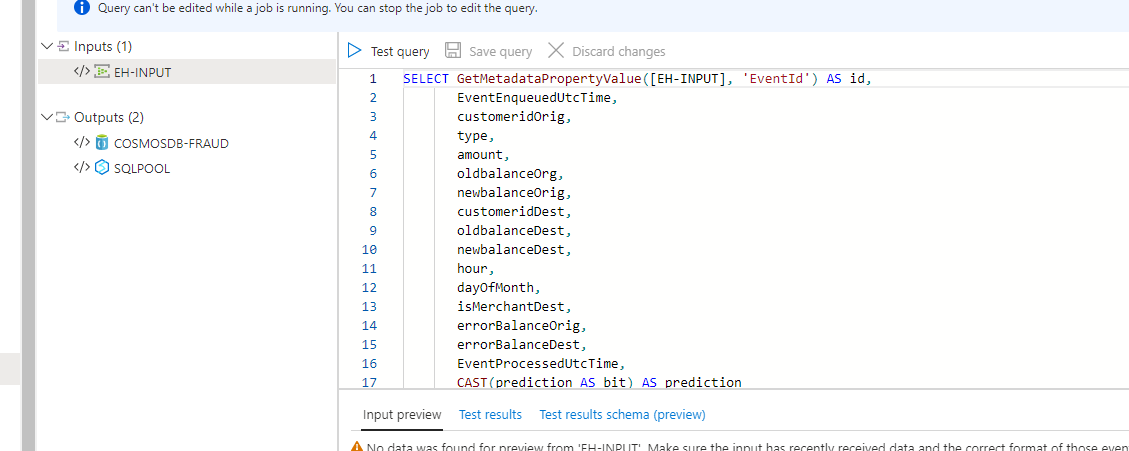 Query can't be edited while a job is running. You can stop the job to edit the query.
Inputs (1)
EH-INPUT
Outputs (2)
COSMOSDB-FRAUD
SQLPOOL
Test query Save query Discard changes
1 SELECT GetMetadataPropertyValue([EH-INPUT], 'EventId') AS id,
2 EventEnqueuedUtcTime,
3 customeridOrig,
4 type,
5 amount,
6 oldbalanceOrg,
7 newbalanceOrig,
8 customeridDest,
9 oldbalanceDest,
10 newbalanceDest,
11 hour,
12 dayOfMonth,
13 isMerchantDest,
14 errorBalanceOrig,
15 errorBalanceDest,
16 EventProcessedUtcTime,
17 CAST(prediction AS bit) AS prediction
Input preview Test results Test results schema (preview)
No data was found for preview from 'EH-INPUT'. Make sure the input has recently received data and the correct format of those even